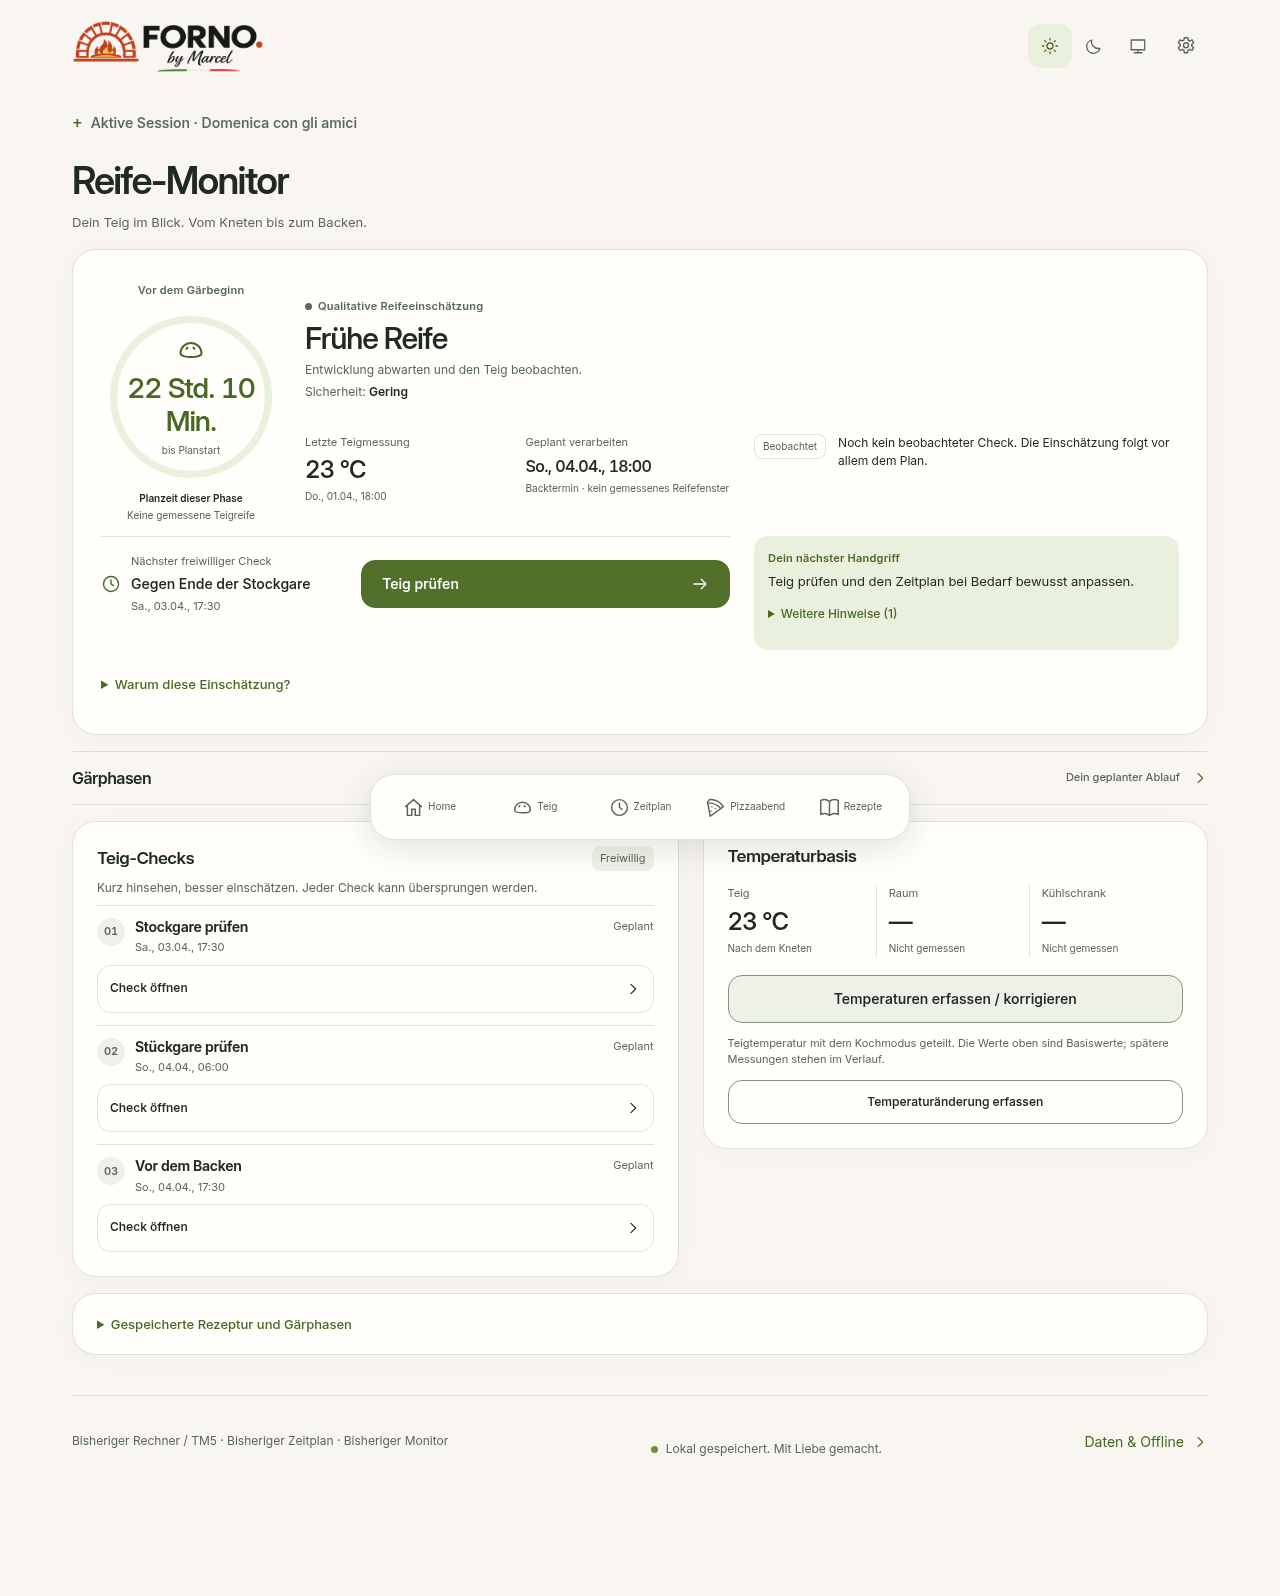 FORNO.
by Marcel
+ Aktive Session · Domenica con gli amici
Reife-Monitor
Dein Teig im Blick. Vom Kneten bis zum Backen.
Vor dem Gärbeginn
22 Std. 10
Min.
bis Planstart
Planzeit dieser Phase
Keine gemessene Teigreife
Qualitative Reifeeinschätzung
Frühe Reife
Entwicklung abwarten und den Teig beobachten.
Sicherheit: Gering
Letzte Teigmessung
23 °C
Do., 01.04., 18:00
Geplant verarbeiten
So., 04.04., 18:00
Backtermin · kein gemessenes Reifefenster
Beobachtet
Noch kein beobachteter Check. Die Einschätzung folgt vor
allem dem Plan.
Nächster freiwilliger Check
Gegen Ende der Stockgare
Sa., 03.04., 17:30
Teig prüfen
Dein nächster Handgriff
Teig prüfen und den Zeitplan bei Bedarf bewusst anpassen.
Weitere Hinweise (1)
Warum diese Einschätzung?
Gärphasen
Dein geplanter Ablauf
Home
Teig
Zeitplan
Pizzaabend
Rezepte
Teig-Checks
Freiwillig
Kurz hinsehen, besser einschätzen. Jeder Check kann übersprungen werden.
01
Stockgare prüfen
Geplant
Sa., 03.04., 17:30
Check öffnen
02
Stückgare prüfen
Geplant
So., 04.04., 06:00
Check öffnen
03
Vor dem Backen
Geplant
So., 04.04., 17:30
Check öffnen
Temperaturbasis
Teig
23 °C
Nach dem Kneten
Raum
—
Nicht gemessen
Kühlschrank
—
Nicht gemessen
Temperaturen erfassen / korrigieren
Teigtemperatur mit dem Kochmodus geteilt. Die Werte oben sind Basiswerte; spätere
Messungen stehen im Verlauf.
Temperaturänderung erfassen
Gespeicherte Rezeptur und Gärphasen
Bisheriger Rechner / TM5 · Bisheriger Zeitplan · Bisheriger Monitor
Lokal gespeichert. Mit Liebe gemacht.
Daten & Offline